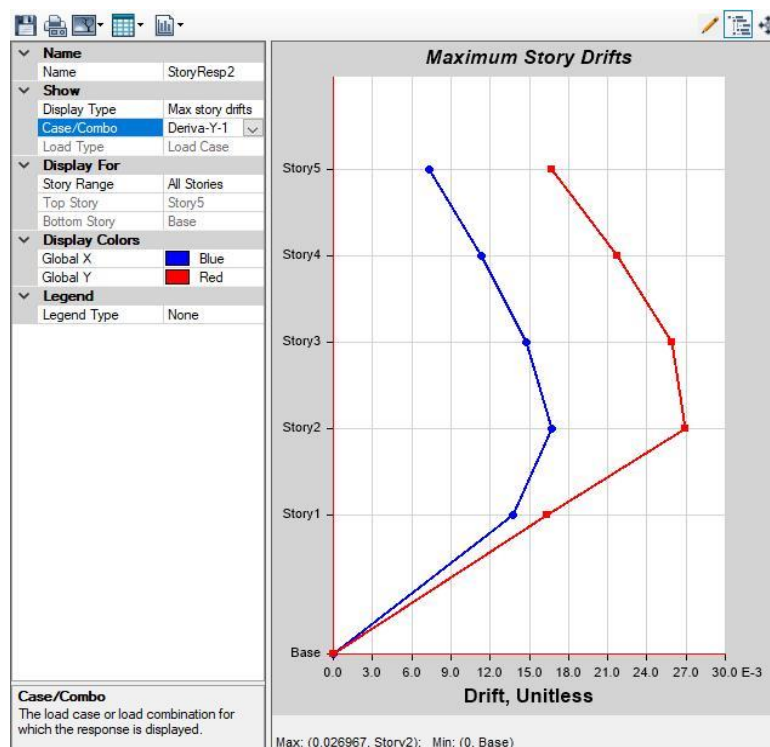 Name
Name StoryResp2
Show
Display Type Max story drifts
Case/Combo Deriva-Y-1
Load Type Load Case
Display For
Story Range All Stories
Top Story Story5
Bottom Story Base
Display Colors
Global X Blue
Global Y Red
Legend
Legend Type None
Case/Combo
The load case or load combination for
which the response is displayed.
Maximum Story Drifts
Story5
Story4
Story3
Story2
Story1
Base
0.0 3.0 6.0 9.0 12.0 15.0 18.0 21.0 24.0 27.0 30.0 E-3
Drift, Unitless
Max: (0.026967, Story2); Min: (0, Base)